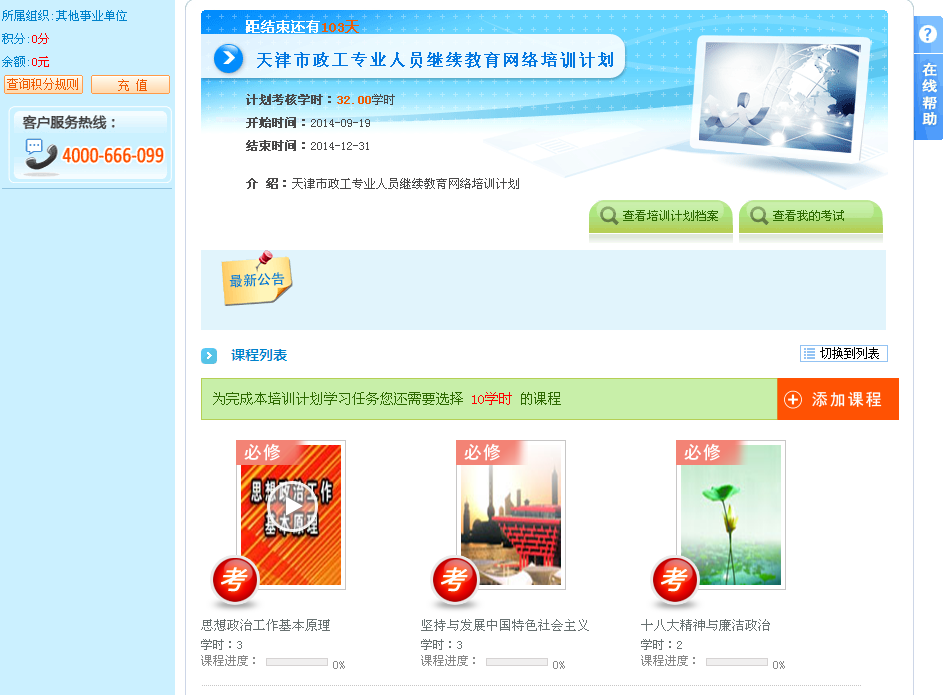 所属组织:其他事业单位
积分:0分
余额:0元
查询积分规则
充 值
客户服务热线：
4000-666-099
距结束还有103天
天津市政工专业人员继续教育网络培训计划
计划考核学时：32.00学时
开始时间：2014-09-19
结束时间：2014-12-31
介 绍：天津市政工专业人员继续教育网络培训计划
查看培训计划档案
查看我的考试
?
在线帮助
最新公告
课程列表
切换到列表
为完成本培训计划学习任务您还需要选择 10学时 的课程
添加课程
必修
思想政治工作
基本原理
考
思想政治工作基本原理
学时：3
课程进度： 0%
必修
考
坚持与发展中国特色社会主义
学时：3
课程进度： 0%
必修
考
十八大精神与廉洁政治
学时：2
课程进度： 0%